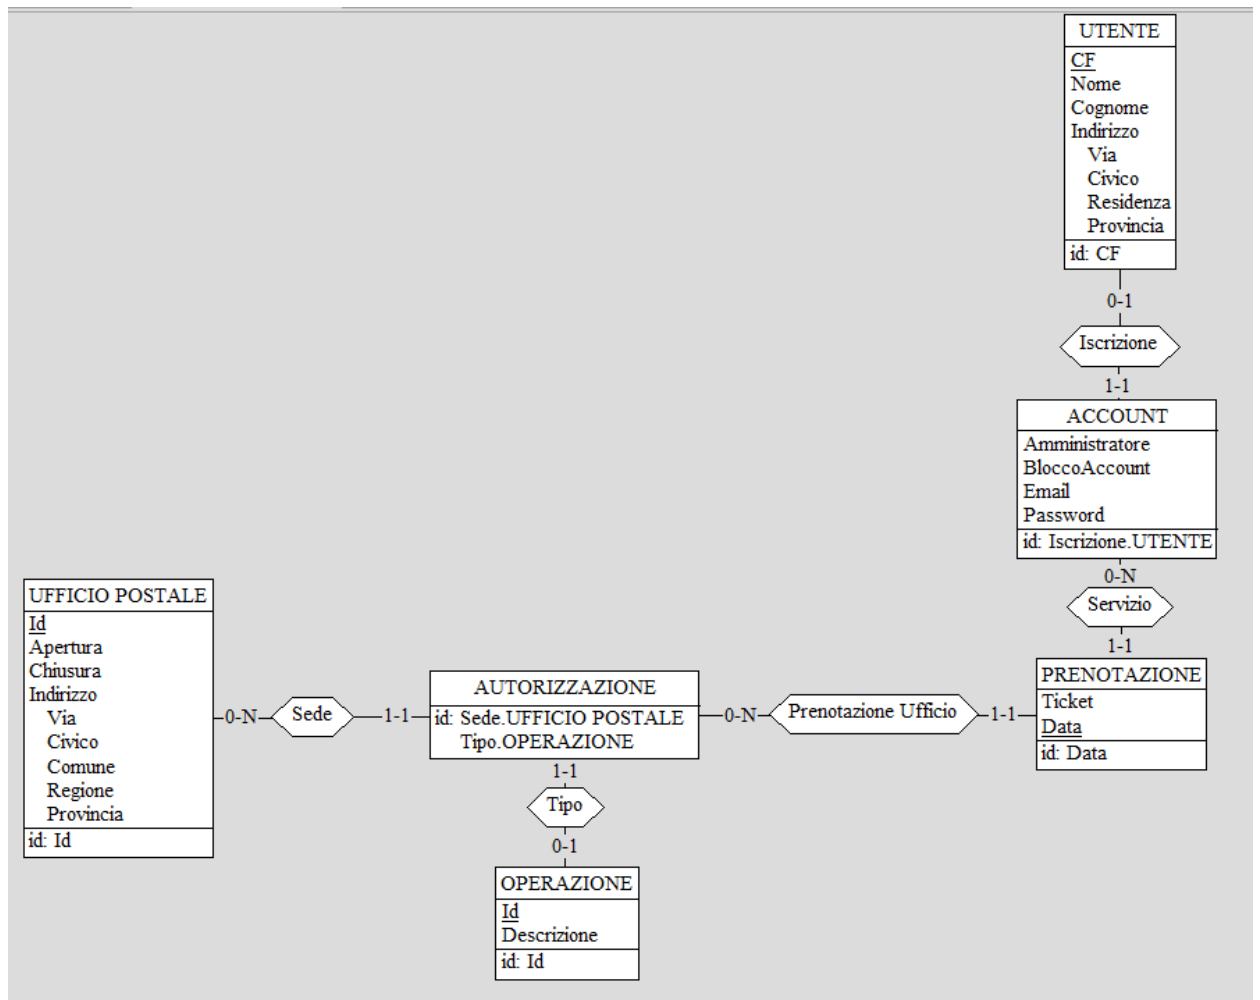 UTENTE
CF
Nome
Cognome
Indirizzo
Via
Civico
Residenza
Provincia
id: CF
0-1
Iscrizione
1-1
ACCOUNT
Amministratore
BloccoAccount
Email
Password
id: Iscrizione.UTENTE
0-N
Servizio
1-1
PRENOTAZIONE
Ticket
Data
id: Data
UFFICIO POSTALE
Id
Apertura
Chiusura
Indirizzo
Via
Civico
Comune
Regione
Provincia
id: Id
0-N
Sede
1-1
AUTORIZZAZIONE
id: Sede.UFFICIO POSTALE
Tipo.OPERAZIONE
0-N
Prenotazione Ufficio
1-1
1-1
Tipo
0-1
OPERAZIONE
Id
Descrizione
id: Id